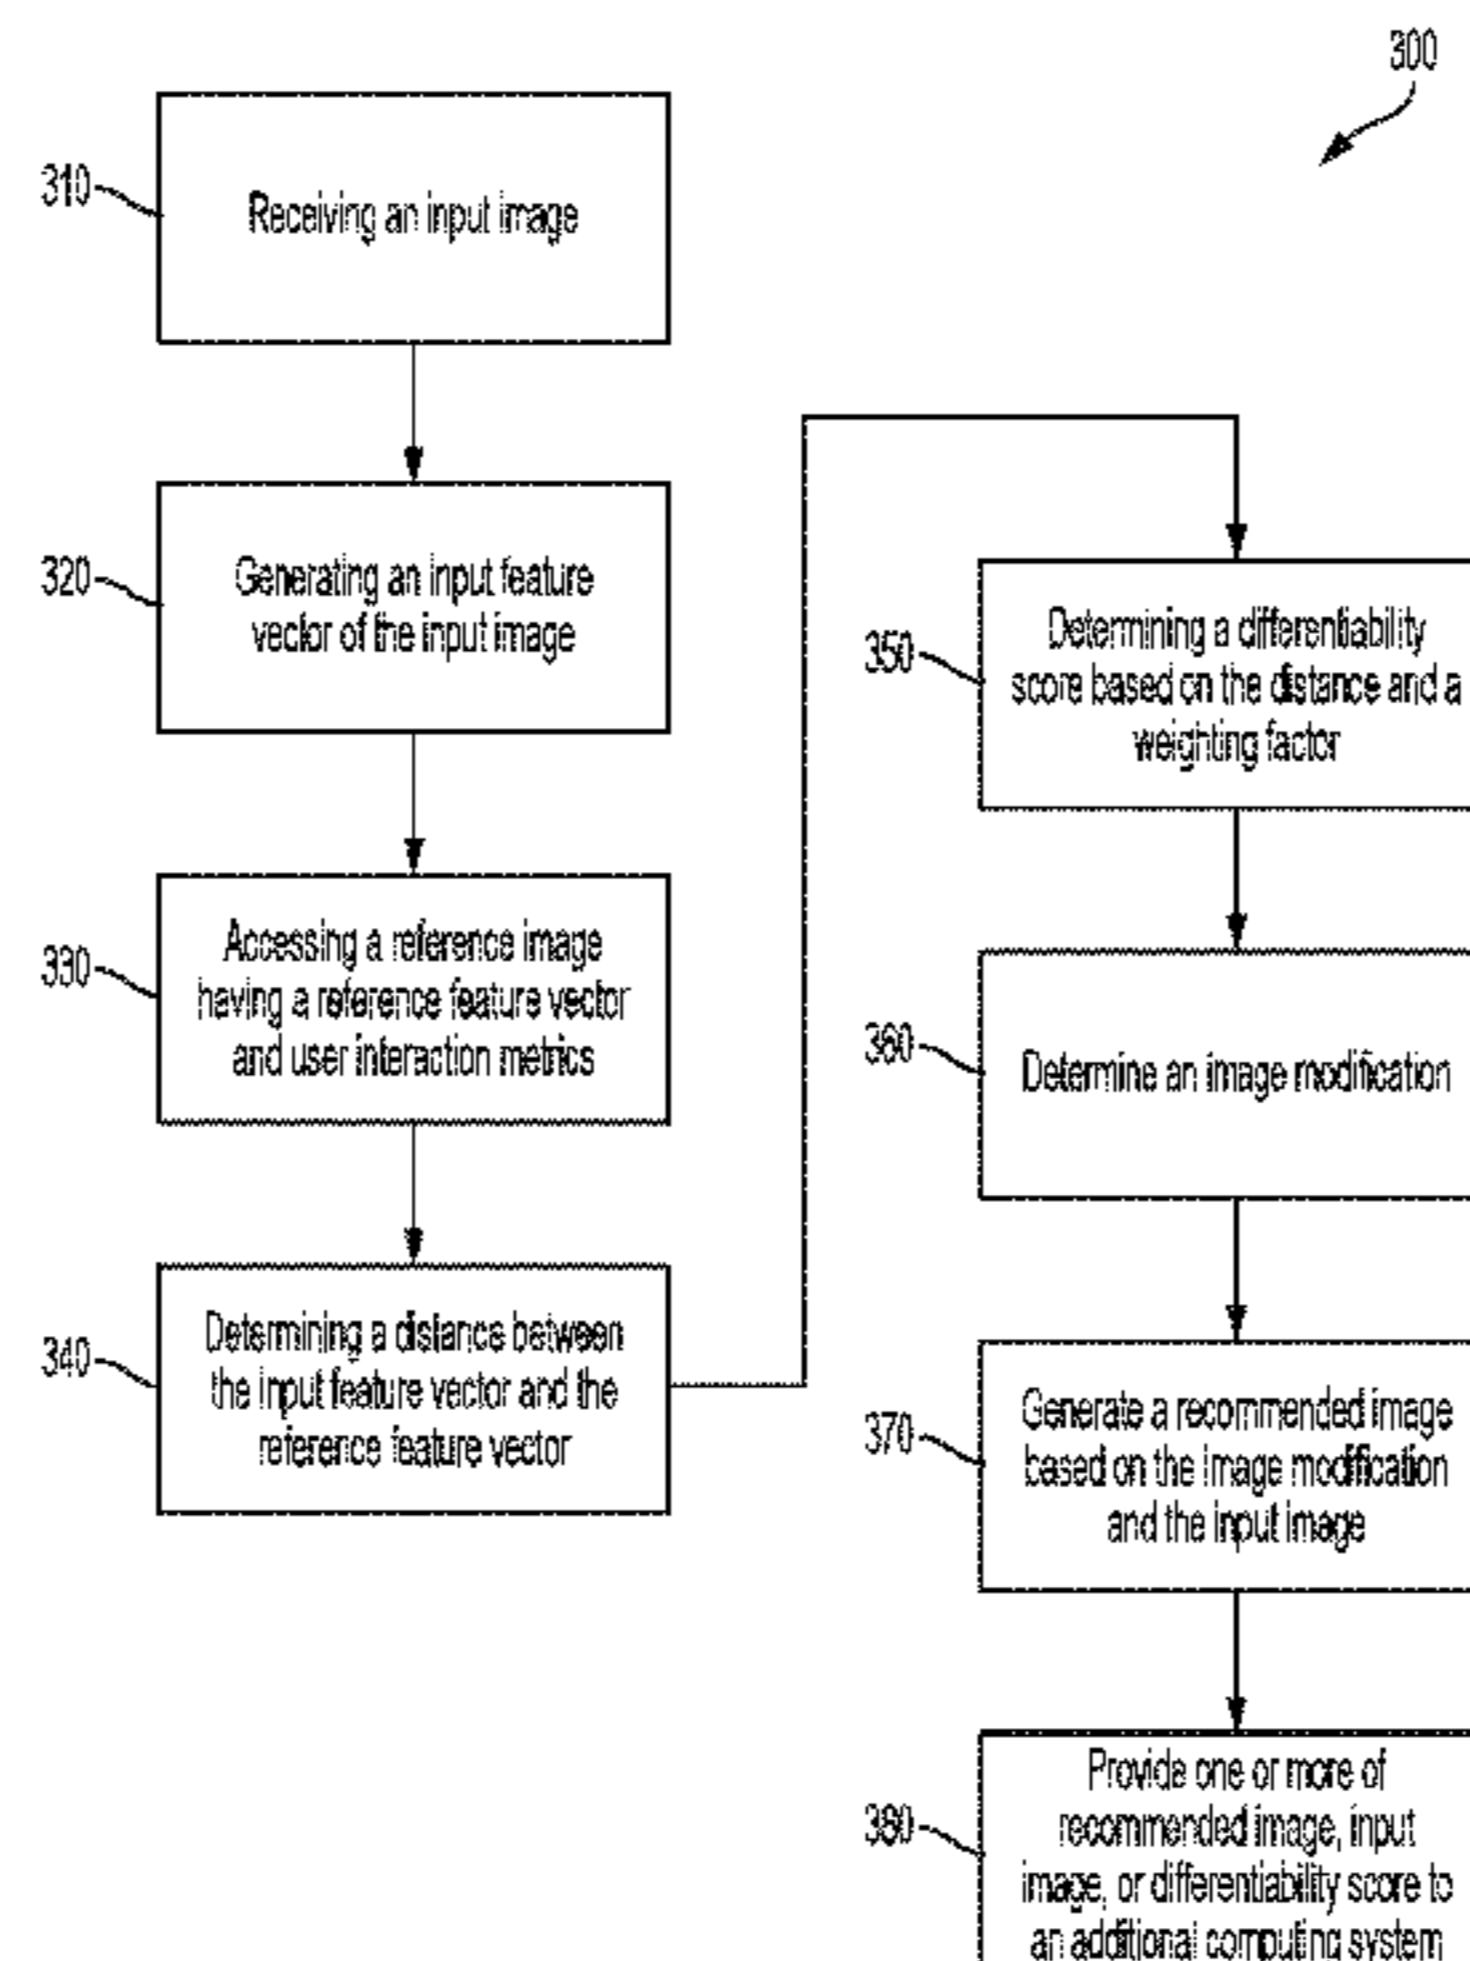 300
310
Receiving an input image
320
Generating an input feature
vector of the input image
330
Accessing a reference image
having a reference feature vector
and user interaction metrics
340
Determining a distance between
the input feature vector and the
reference feature vector
350
Determining a differentiability
score based on the distance and a
weighting factor
360
Determine an image modification
370
Generate a recommended image
based on the image modification
and the input image
380
Provide one or more of
recommended image, input
image, or differentiability score to
an additional computing system